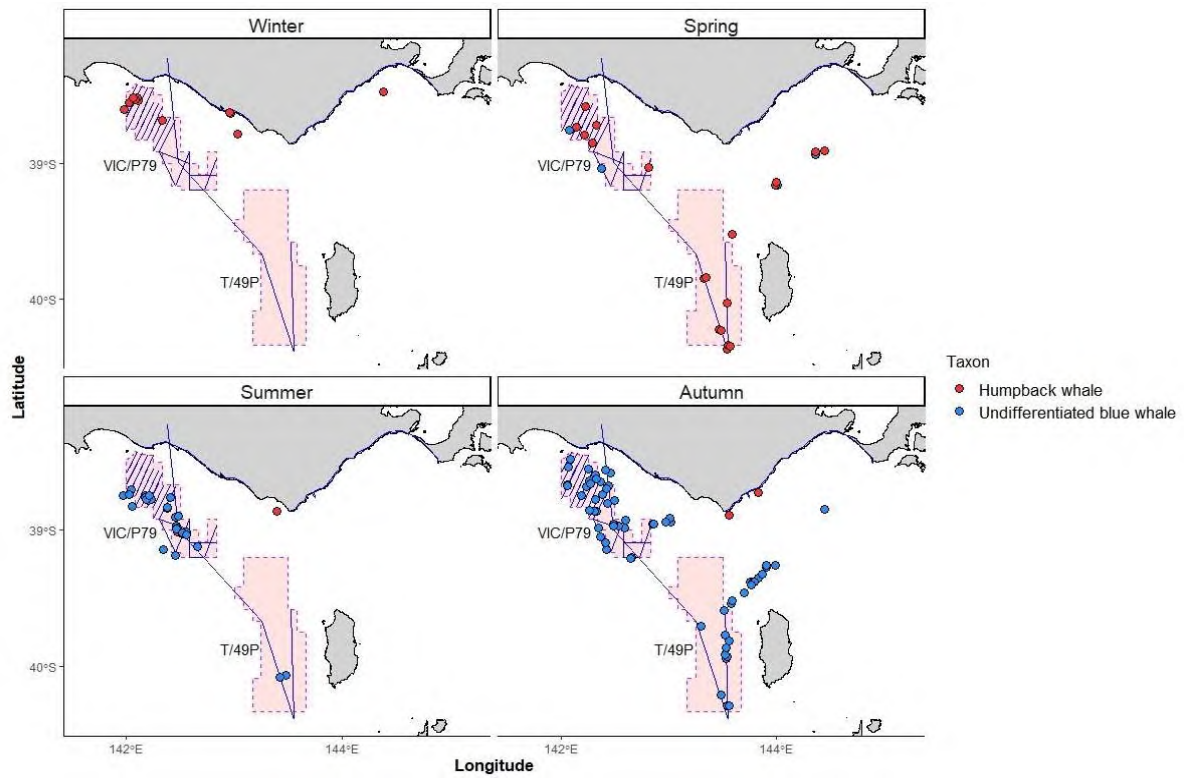 Winter
Spring
39°S
VIC/P79
VIC/P79
T/49P
T/49P
40°S
Latitude
Taxon
Humpback whale
Undifferentiated blue whale
Summer
Autumn
39°S
VIC/P79
VIC/P79
T/49P
T/49P
40°S
142°E
144°E
142°E
144°E
Longitude